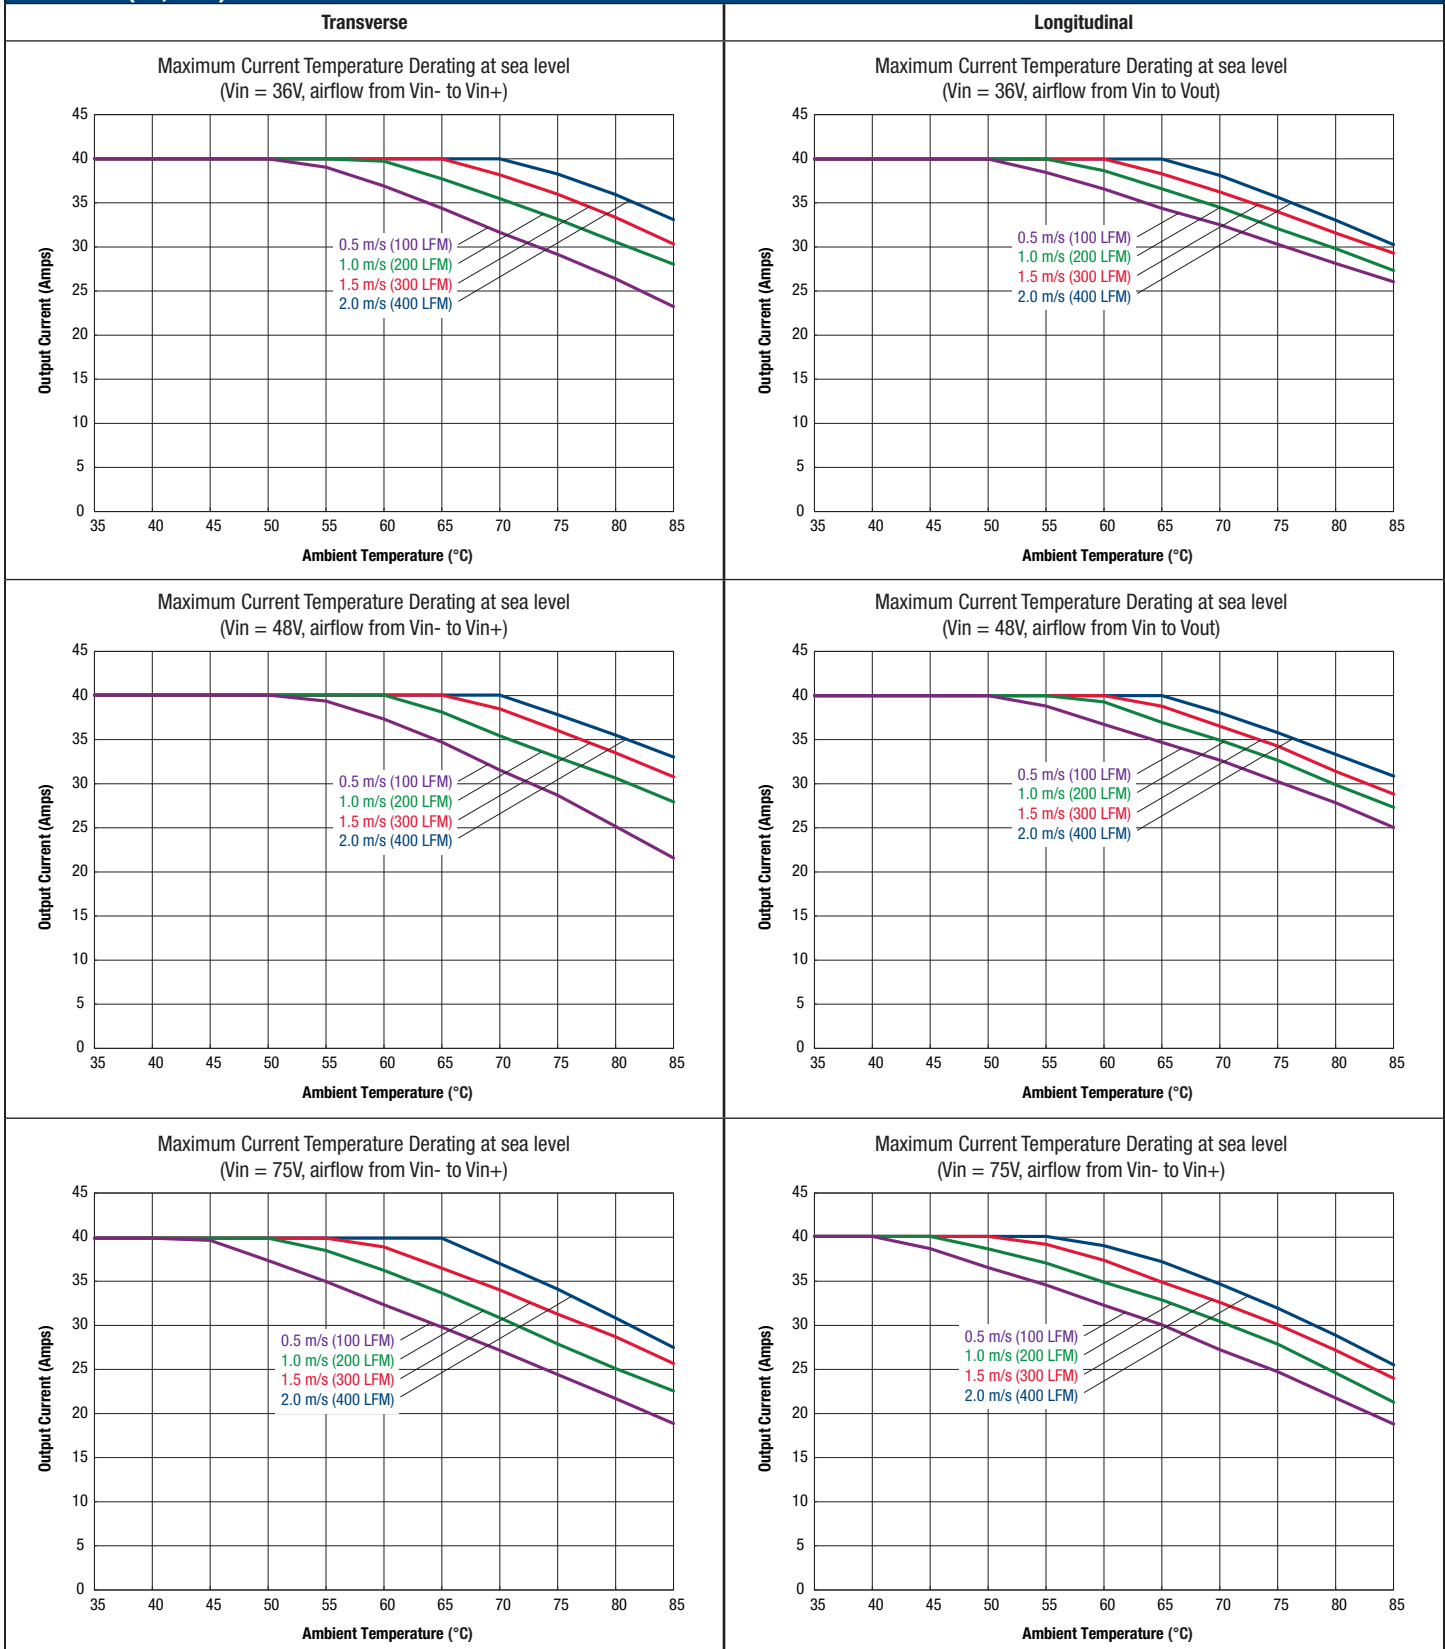 Transverse
Longitudinal
Maximum Current Temperature Derating at sea level
(Vin = 36V, airflow from Vin- to Vin+)
45
40
35
30
25
20
15
10
5
0
Output Current (Amps)
0.5 m/s (100 LFM)
1.0 m/s (200 LFM)
1.5 m/s (300 LFM)
2.0 m/s (400 LFM)
35 40 45 50 55 60 65 70 75 80 85
Ambient Temperature (°C)
Maximum Current Temperature Derating at sea level
(Vin = 36V, airflow from Vin to Vout)
45
40
35
30
25
20
15
10
5
0
Output Current (Amps)
0.5 m/s (100 LFM)
1.0 m/s (200 LFM)
1.5 m/s (300 LFM)
2.0 m/s (400 LFM)
35 40 45 50 55 60 65 70 75 80 85
Ambient Temperature (°C)
Maximum Current Temperature Derating at sea level
(Vin = 48V, airflow from Vin- to Vin+)
45
40
35
30
25
20
15
10
5
0
Output Current (Amps)
0.5 m/s (100 LFM)
1.0 m/s (200 LFM)
1.5 m/s (300 LFM)
2.0 m/s (400 LFM)
35 40 45 50 55 60 65 70 75 80 85
Ambient Temperature (°C)
Maximum Current Temperature Derating at sea level
(Vin = 48V, airflow from Vin to Vout)
45
40
35
30
25
20
15
10
5
0
Output Current (Amps)
0.5 m/s (100 LFM)
1.0 m/s (200 LFM)
1.5 m/s (300 LFM)
2.0 m/s (400 LFM)
35 40 45 50 55 60 65 70 75 80 85
Ambient Temperature (°C)
Maximum Current Temperature Derating at sea level
(Vin = 75V, airflow from Vin- to Vin+)
45
40
35
30
25
20
15
10
5
0
Output Current (Amps)
0.5 m/s (100 LFM)
1.0 m/s (200 LFM)
1.5 m/s (300 LFM)
2.0 m/s (400 LFM)
35 40 45 50 55 60 65 70 75 80 85
Ambient Temperature (°C)
Maximum Current Temperature Derating at sea level
(Vin = 75V, airflow from Vin- to Vin+)
45
40
35
30
25
20
15
10
5
0
Output Current (Amps)
0.5 m/s (100 LFM)
1.0 m/s (200 LFM)
1.5 m/s (300 LFM)
2.0 m/s (400 LFM)
35 40 45 50 55 60 65 70 75 80 85
Ambient Temperature (°C)